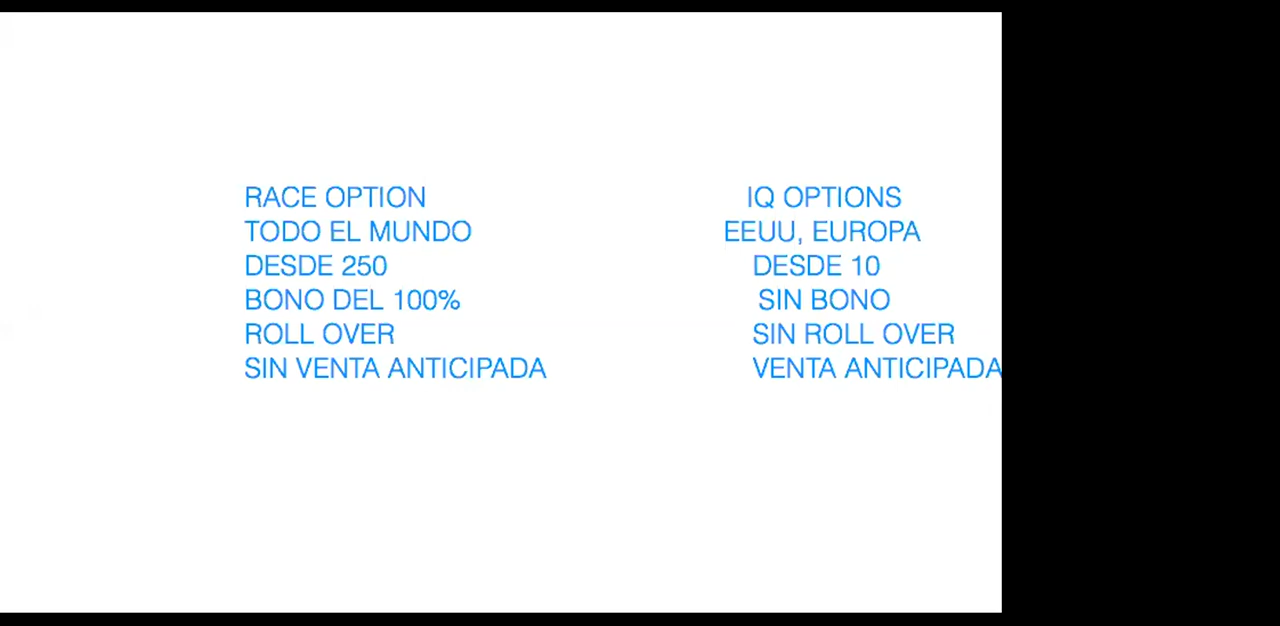 RACE OPTION IQ OPTIONS
TODO EL MUNDO EEUU, EUROPA
DESDE 250 DESDE 10
BONO DEL 100% SIN BONO
ROLL OVER SIN ROLL OVER
SIN VENTA ANTICIPADA VENTA ANTICIPADA